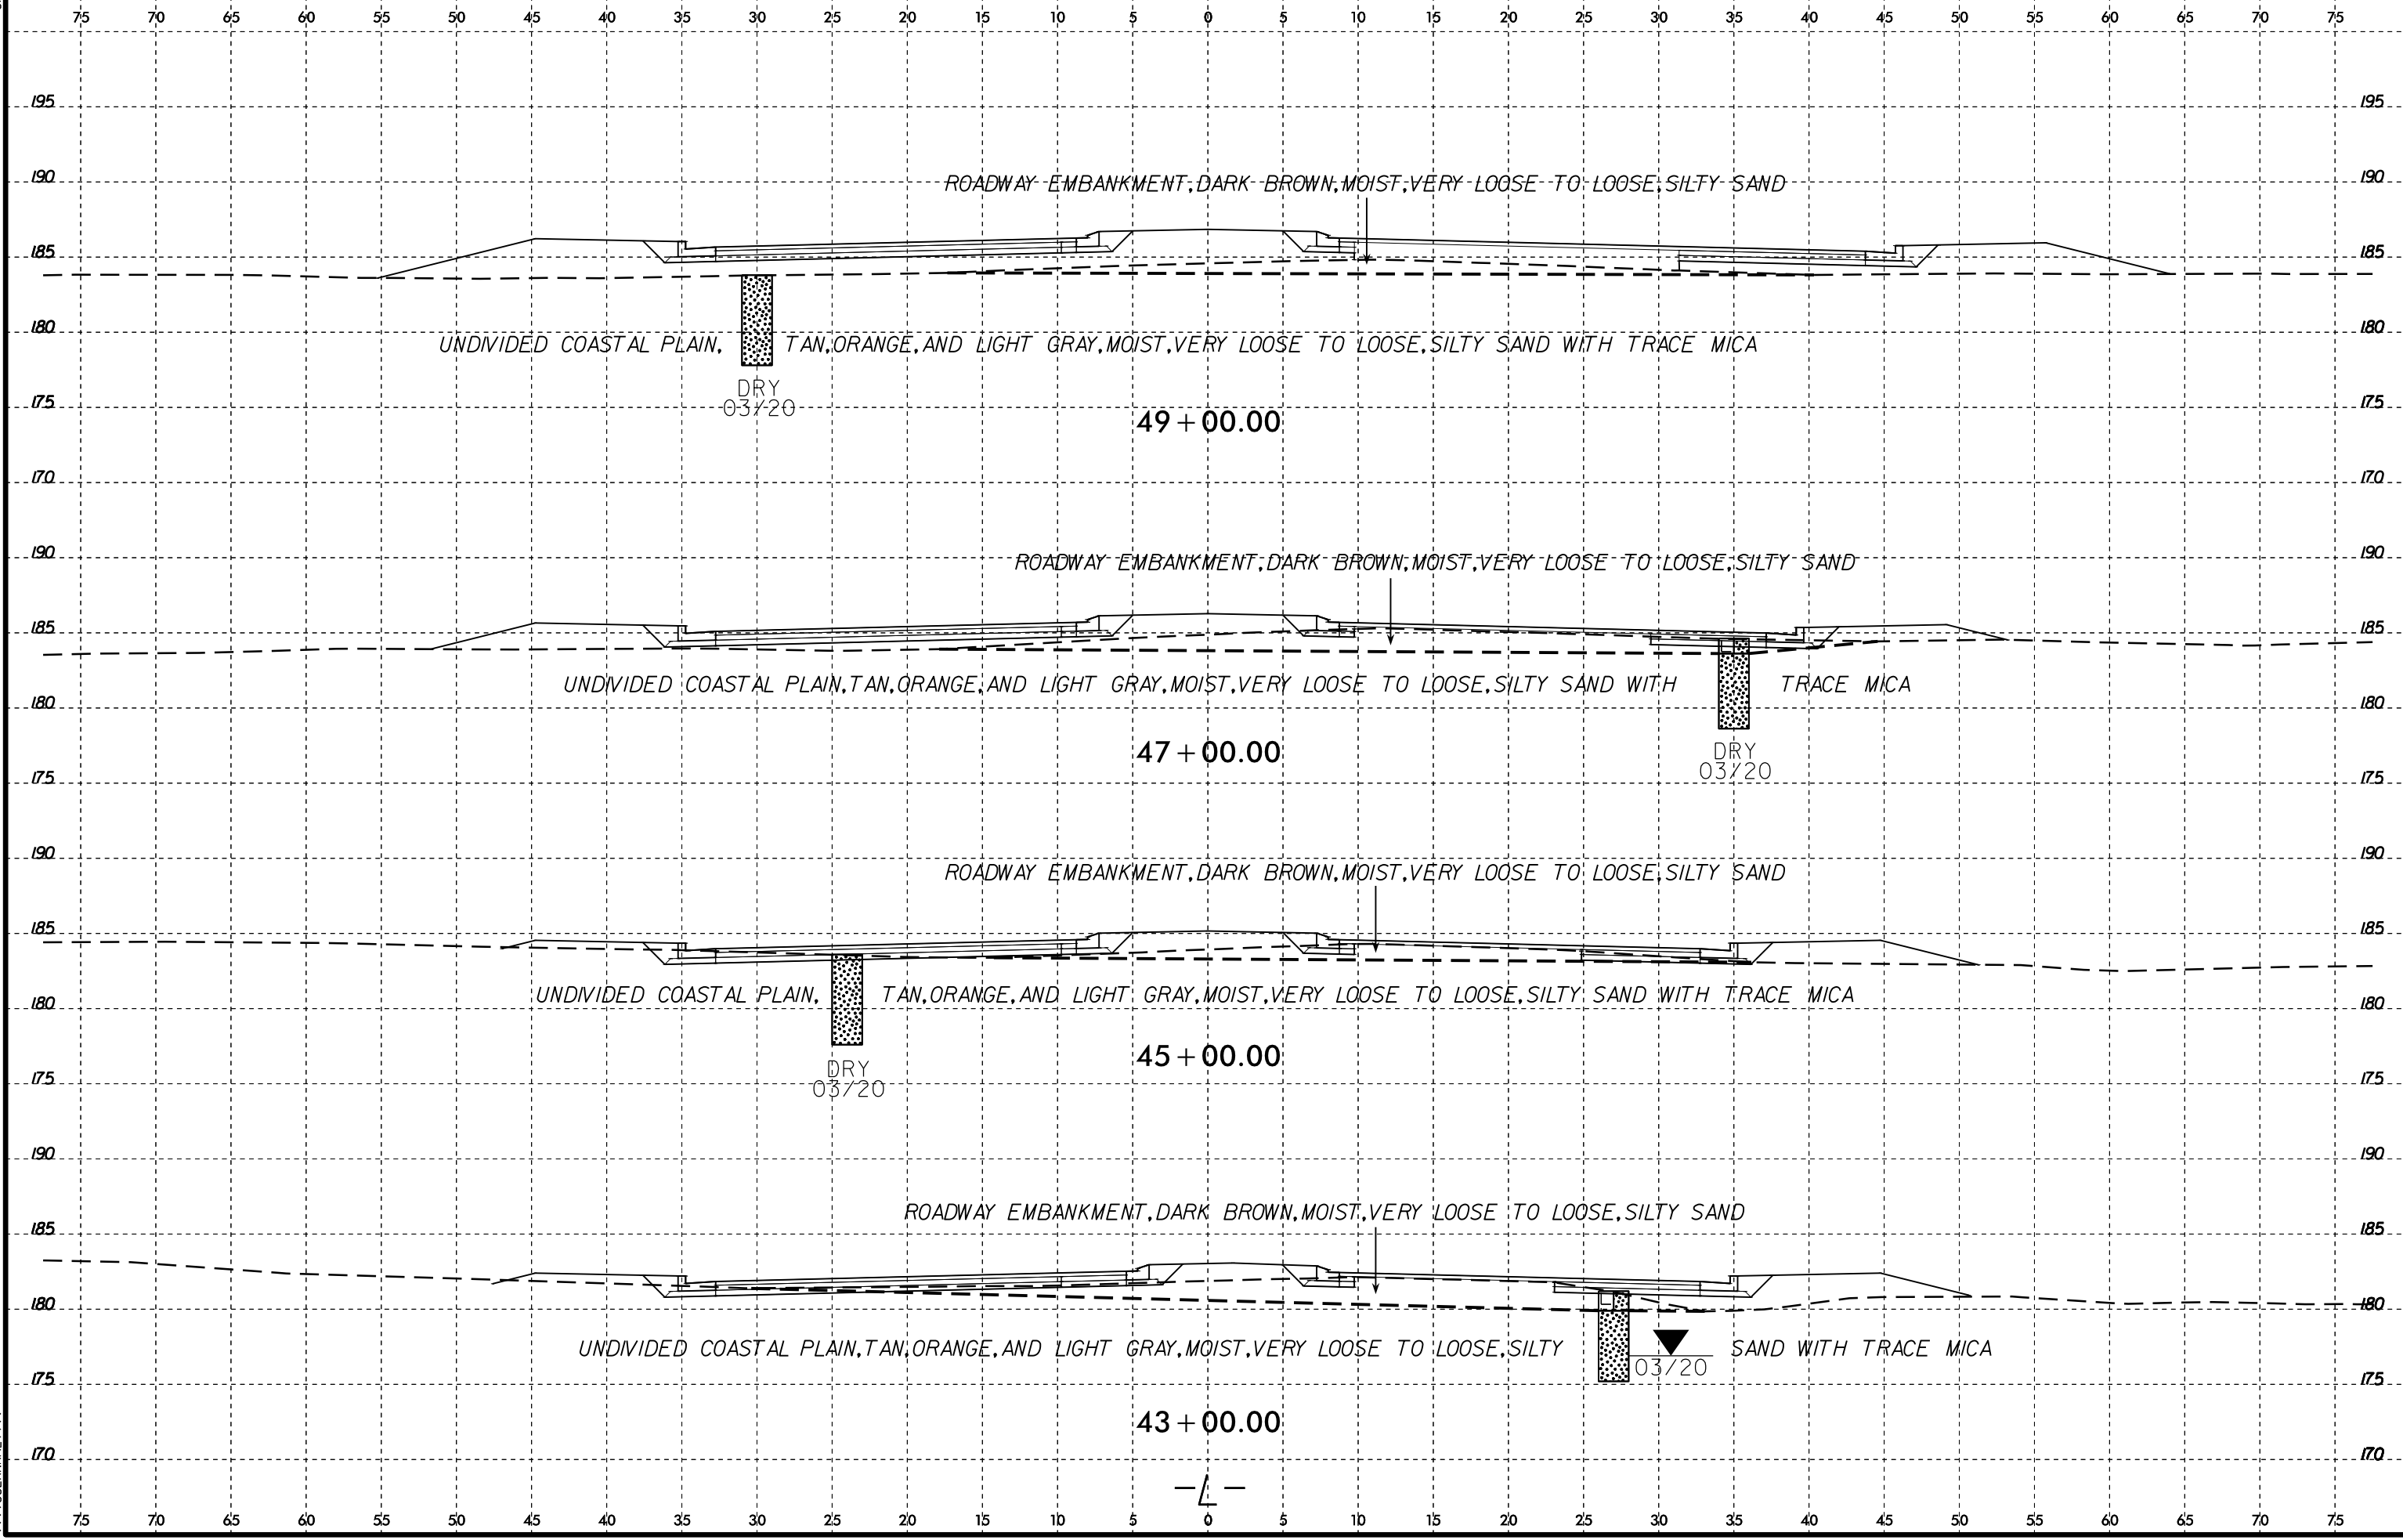 75 70 65 60 55 50 45 40 35 30 25 20 15 10 5 0 5 10 15 20 25 30 35 40 45 50 55 60 65 70 75
195 195
190 ROADWAY EMBANKMENT, DARK BROWN, MOIST, VERY LOOSE TO LOOSE, SILTY SAND 190
185 185
180 180
UNDIVIDED COASTAL PLAIN, TAN, ORANGE, AND LIGHT GRAY, MOIST, VERY LOOSE TO LOOSE, SILTY SAND WITH TRACE MICA
DRY
175 03/20 175
49+00.00
170 170
190 ROADWAY EMBANKMENT, DARK BROWN, MOIST, VERY LOOSE TO LOOSE, SILTY SAND 190
185 185
UNDIVIDED COASTAL PLAIN, TAN, ORANGE, AND LIGHT GRAY, MOIST, VERY LOOSE TO LOOSE, SILTY SAND WITH TRACE MICA
180 180
47+00.00 DRY
03/20
175 175
190 190
ROADWAY EMBANKMENT, DARK BROWN, MOIST, VERY LOOSE TO LOOSE, SILTY SAND
185 185
UNDIVIDED COASTAL PLAIN, TAN, ORANGE, AND LIGHT GRAY, MOIST, VERY LOOSE TO LOOSE, SILTY SAND WITH TRACE MICA
180 180
45+00.00
DRY
175 03/20 175
190 190
ROADWAY EMBANKMENT, DARK BROWN, MOIST, VERY LOOSE TO LOOSE, SILTY SAND
185 185
180 180
UNDIVIDED COASTAL PLAIN, TAN, ORANGE, AND LIGHT GRAY, MOIST, VERY LOOSE TO LOOSE, SILTY SAND WITH TRACE MICA
03/20
175 175
43+00.00
170 170
-L-
75 70 65 60 55 50 45 40 35 30 25 20 15 10 5 0 5 10 15 20 25 30 35 40 45 50 55 60 65 70 75